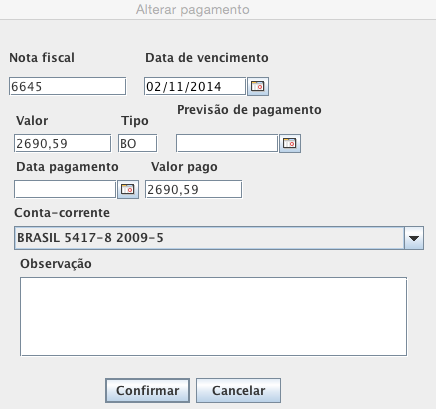 Alterar pagamento
Nota fiscal Data de vencimento
6645 02/11/2014
Valor Tipo Previsão de pagamento
2690,59 BO
Data pagamento Valor pago
2690,59
Conta-corrente
BRASIL 5417-8 2009-5
Observação
Confirmar Cancelar